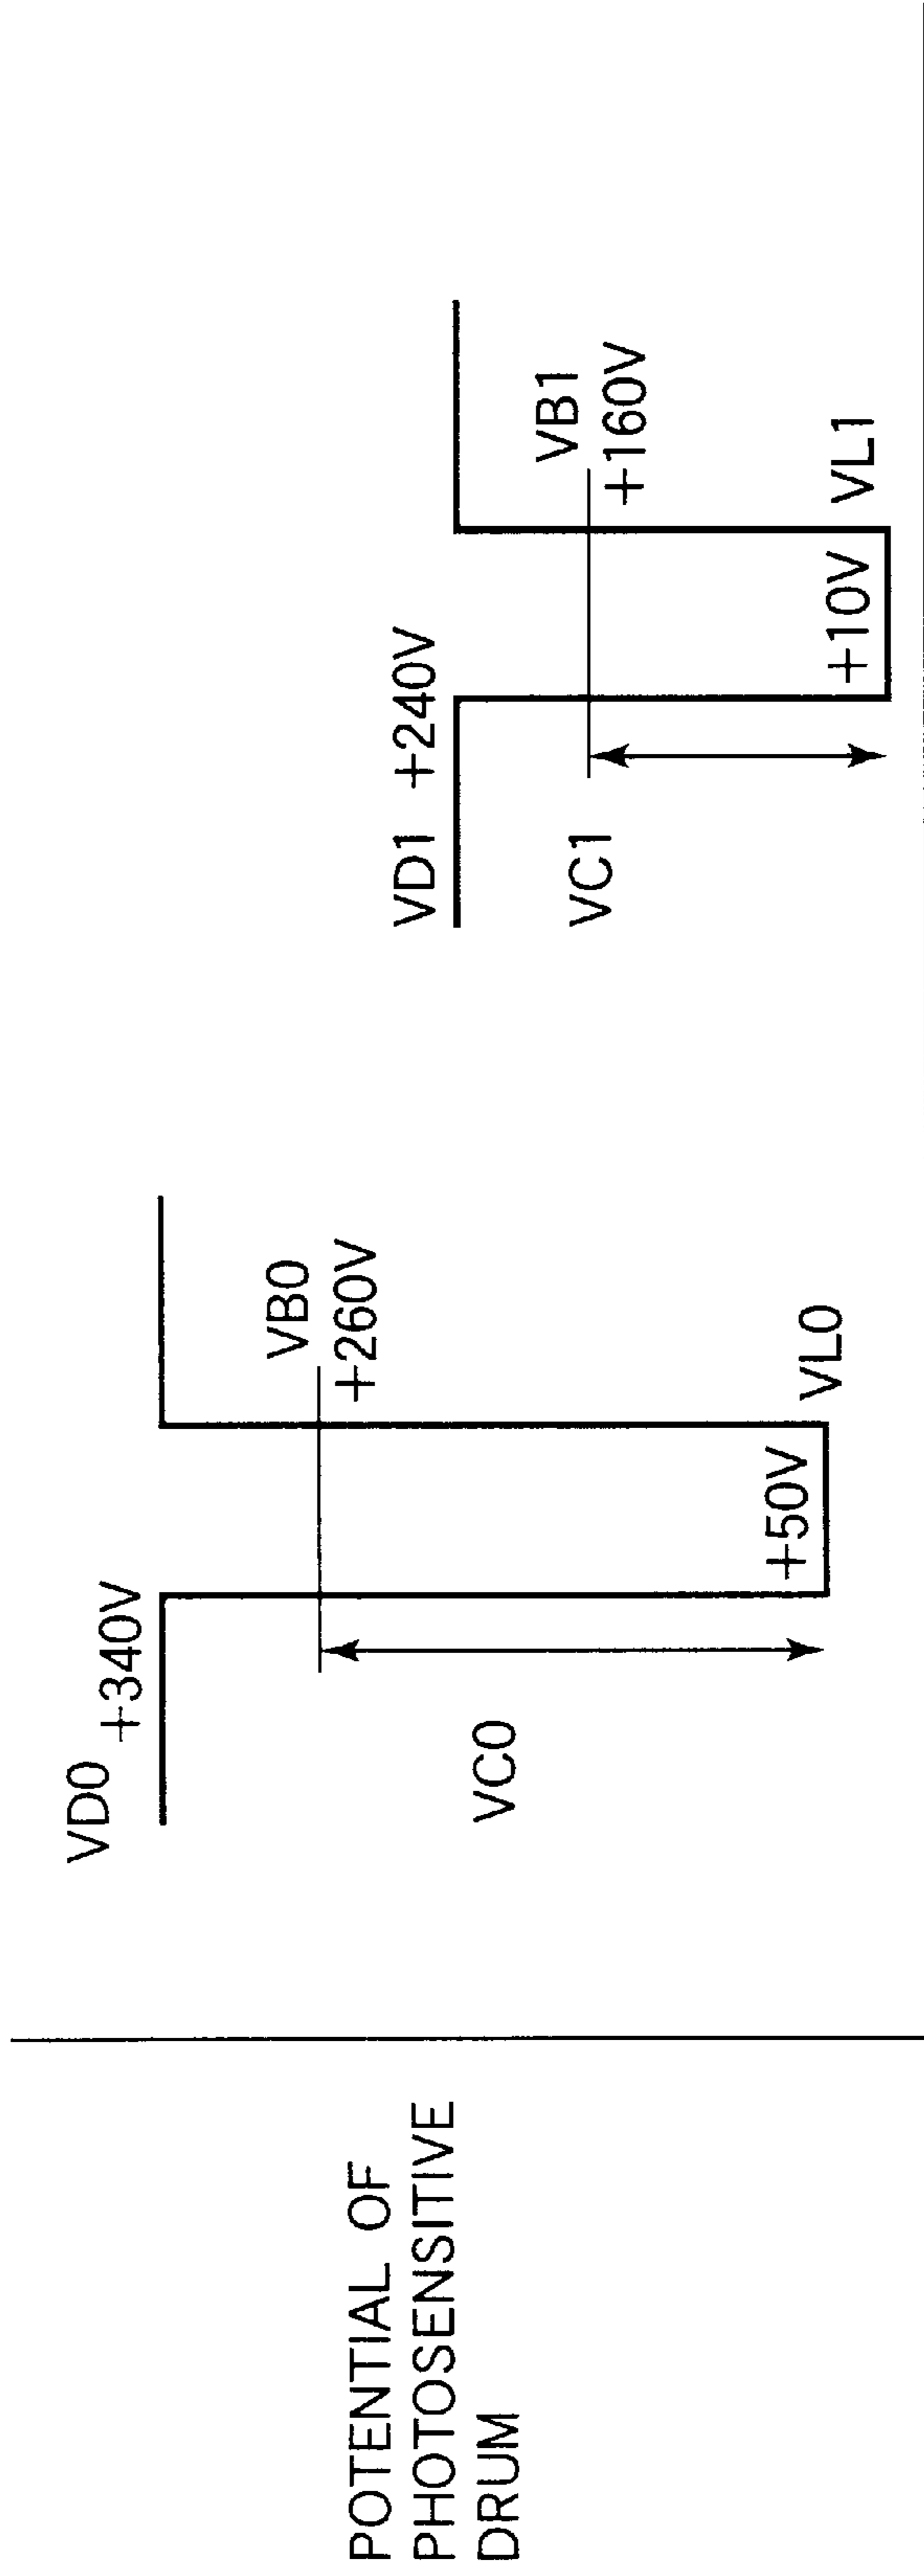 POTENTIAL OF
PHOTOSENSITIVE
DRUM
VD0
+340V
VC0
+50V
VB0
+260V
VL0
VD1 +240V
VC1
+10V
VB1
+160V
VL1